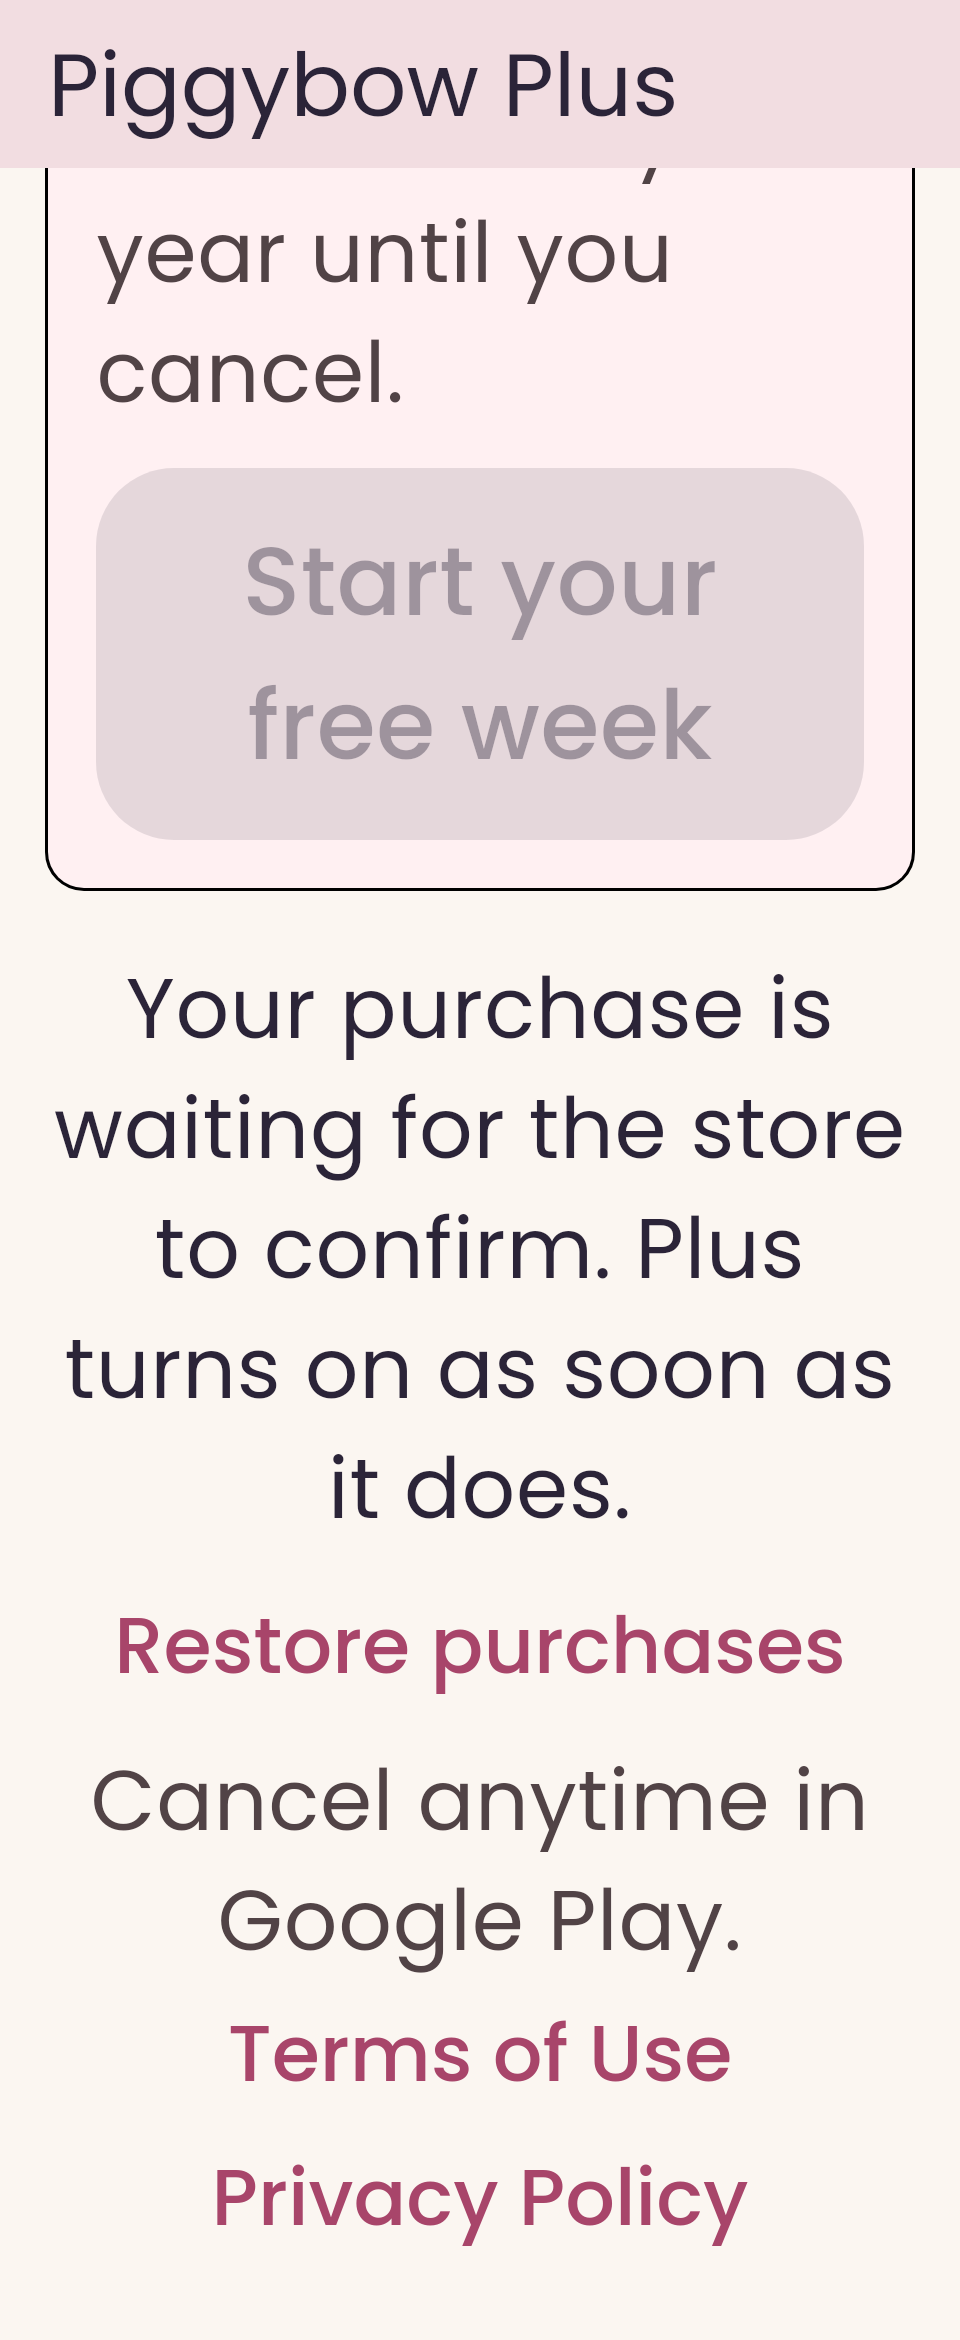 Piggybow Plus
year until you
cancel.
Start your
free week
Your purchase is
waiting for the store
to confirm. Plus
turns on as soon as
it does.
Restore purchases
Cancel anytime in
Google Play.
Terms of Use
Privacy Policy